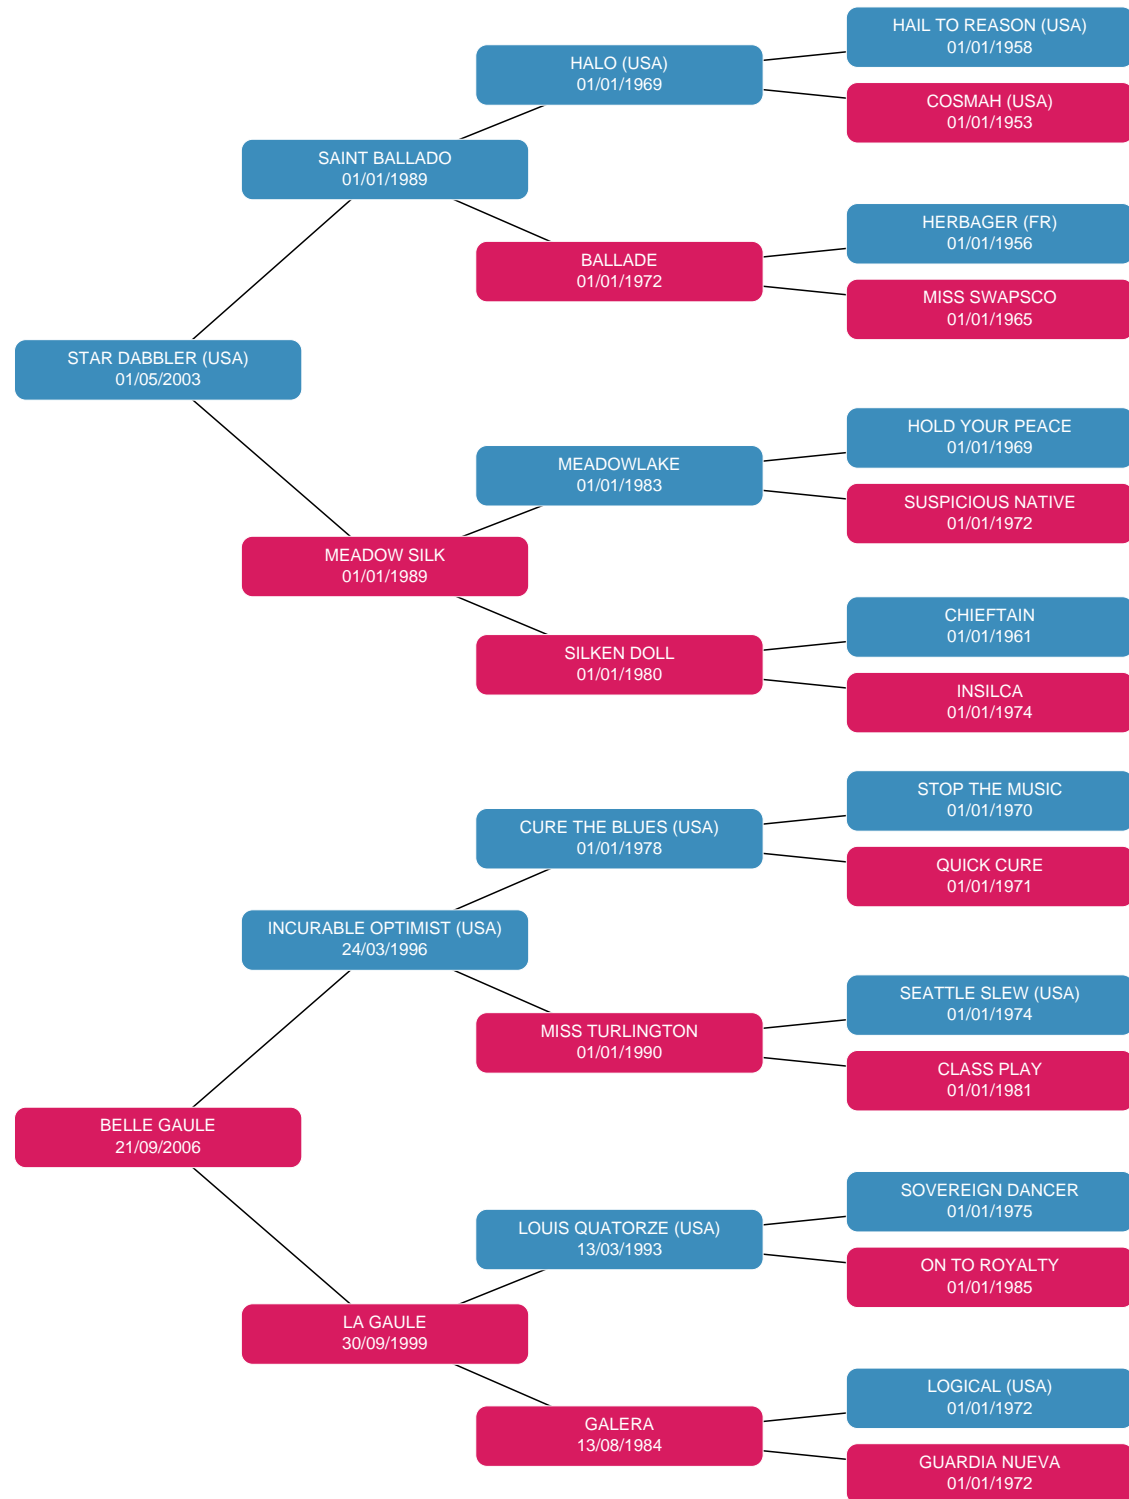 HAIL TO REASON (USA)
01/01/1958
HALO (USA)
01/01/1969
COSMAH (USA)
01/01/1953
SAINT BALLADO
01/01/1989
HERBAGER (FR)
01/01/1956
BALLADE
01/01/1972
MISS SWAPSCO
01/01/1965
STAR DABBLER (USA)
01/05/2003
HOLD YOUR PEACE
01/01/1969
MEADOWLAKE
01/01/1983
SUSPICIOUS NATIVE
01/01/1972
MEADOW SILK
01/01/1989
CHIEFTAIN
01/01/1961
SILKEN DOLL
01/01/1980
INSILCA
01/01/1974
STOP THE MUSIC
01/01/1970
CURE THE BLUES (USA)
01/01/1978
QUICK CURE
01/01/1971
INCURABLE OPTIMIST (USA)
24/03/1996
SEATTLE SLEW (USA)
01/01/1974
MISS TURLINGTON
01/01/1990
CLASS PLAY
01/01/1981
BELLE GAULE
21/09/2006
SOVEREIGN DANCER
01/01/1975
LOUIS QUATORZE (USA)
13/03/1993
ON TO ROYALTY
01/01/1985
LA GAULE
30/09/1999
LOGICAL (USA)
01/01/1972
GALERA
13/08/1984
GUARDIA NUEVA
01/01/1972